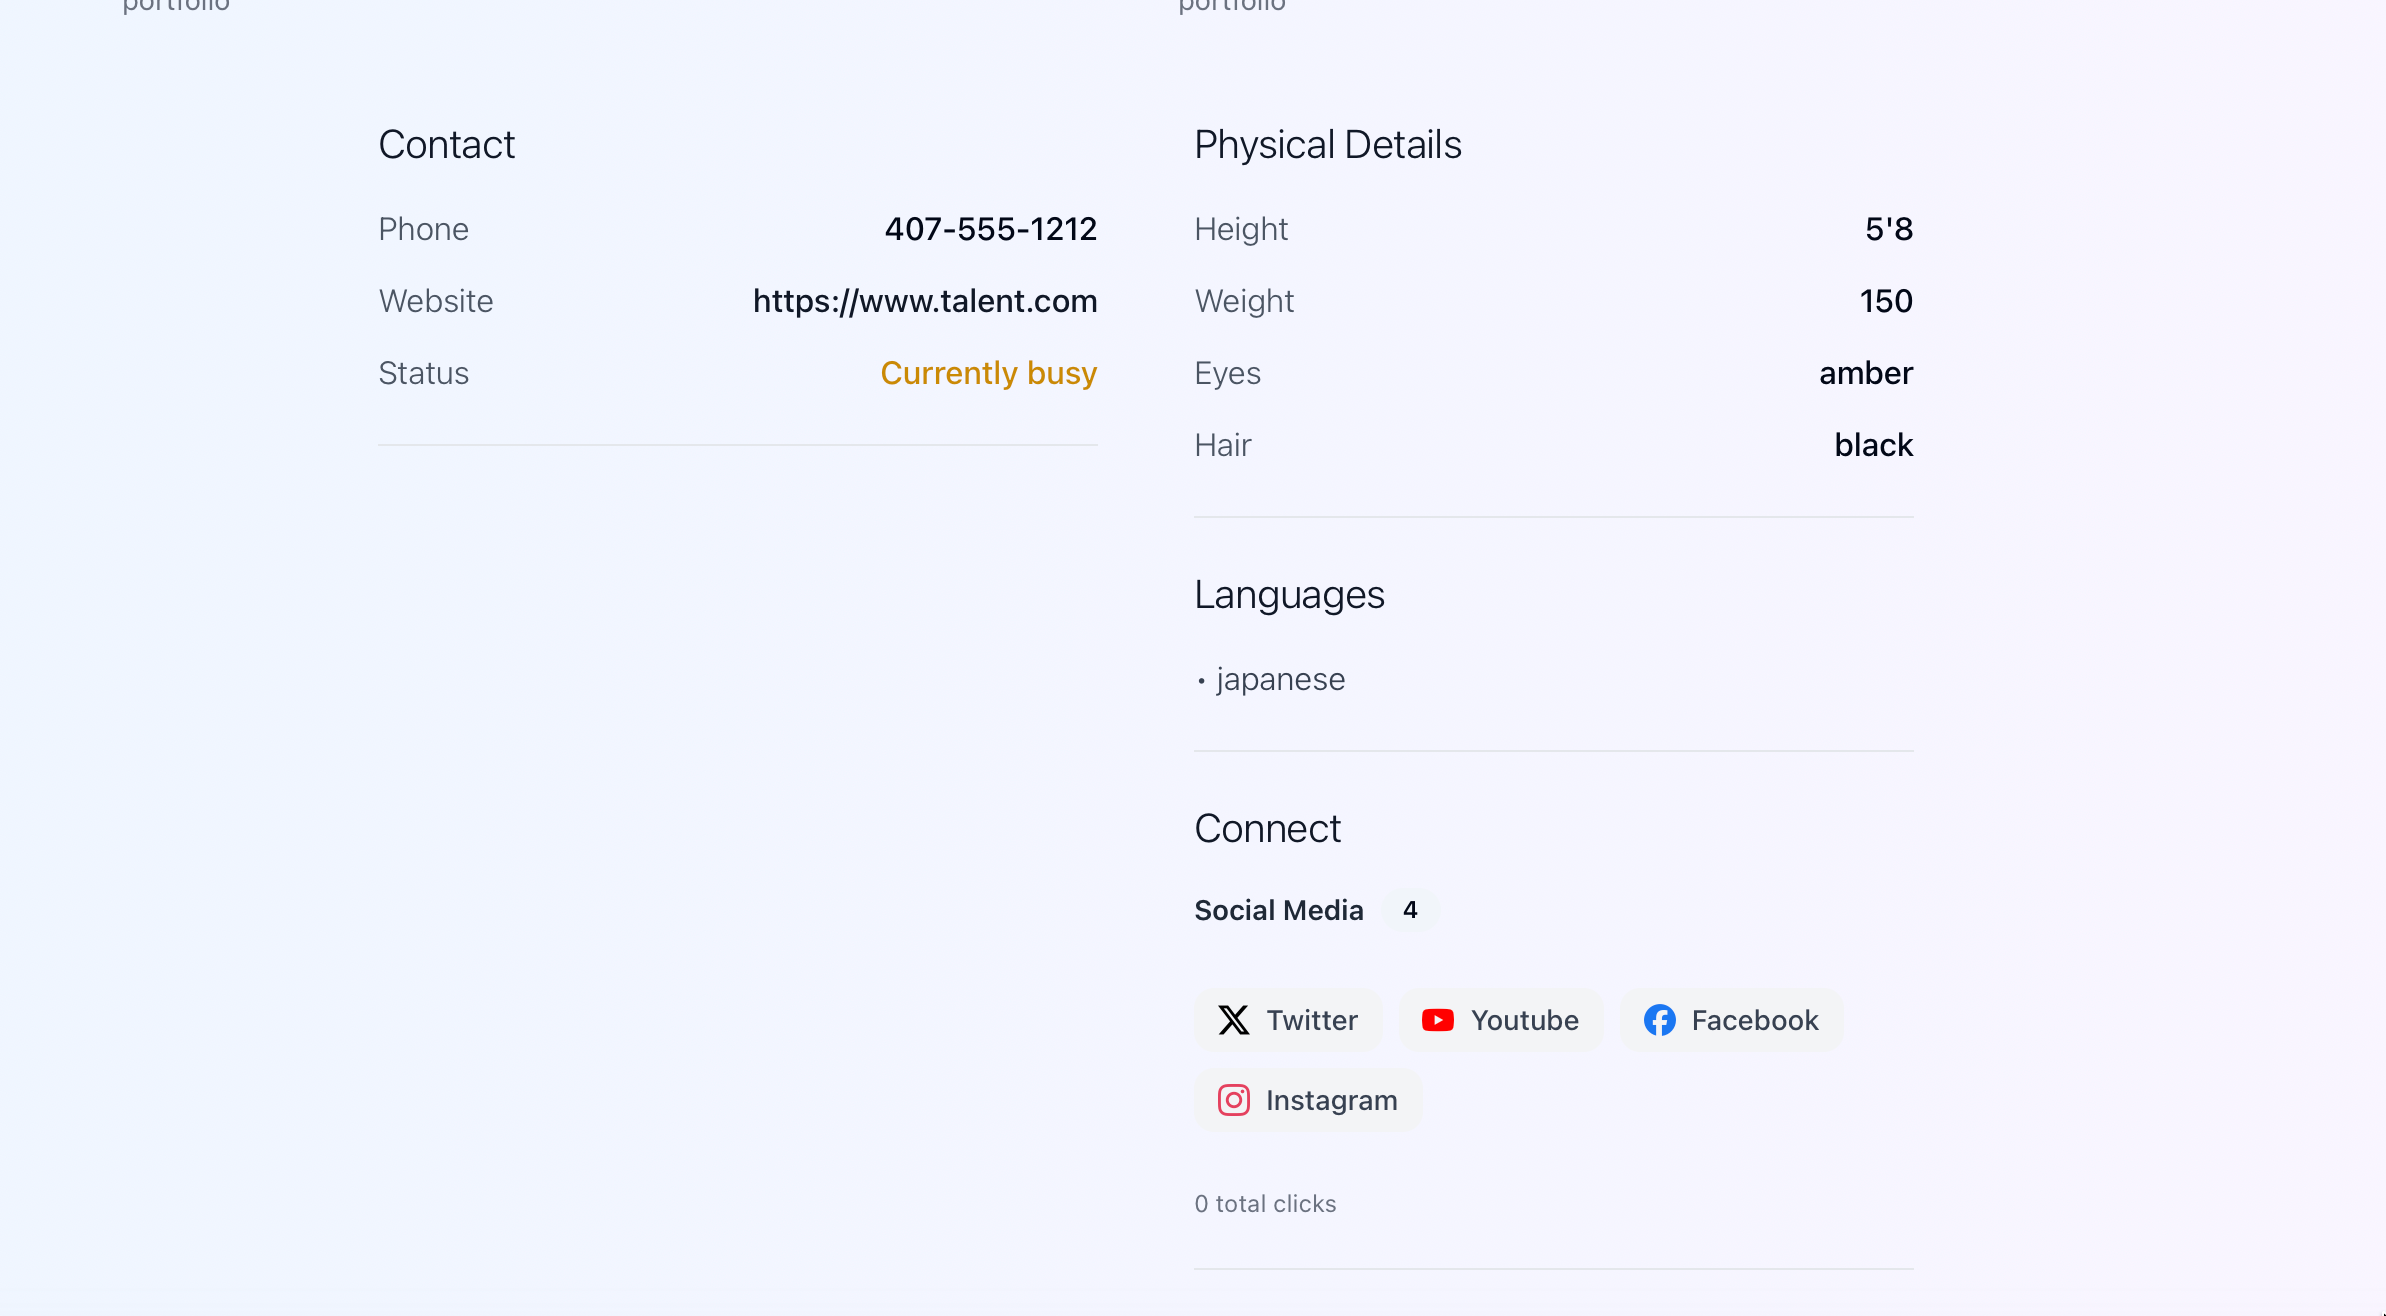 portfolio
portfolio
Contact
Phone 407-555-1212
Website https://www.talent.com
Status Currently busy
Physical Details
Height 5'8
Weight 150
Eyes amber
Hair black
Languages
• japanese
Connect
Social Media 4
Twitter Youtube Facebook
Instagram
0 total clicks